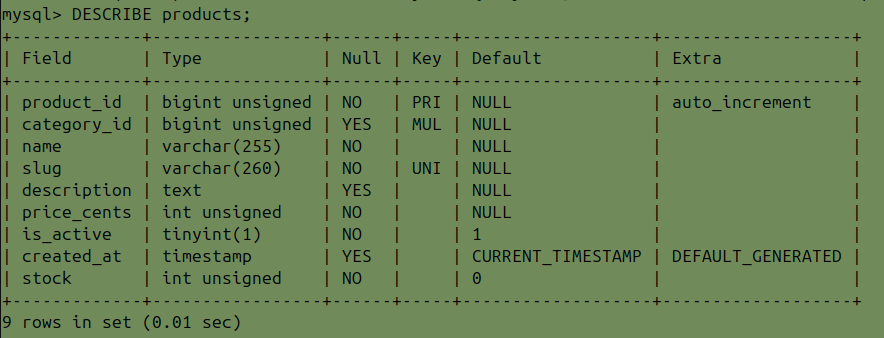 mysql> DESCRIBE products;
+-------------+-----------------+------+-----+-------------------+-------------------+
| Field       | Type            | Null | Key | Default           | Extra             |
+-------------+-----------------+------+-----+-------------------+-------------------+
| product_id  | bigint unsigned | NO   | PRI | NULL              | auto_increment    |
| category_id | bigint unsigned | YES  | MUL | NULL              |                   |
| name        | varchar(255)    | NO   |     | NULL              |                   |
| slug        | varchar(260)    | NO   | UNI | NULL              |                   |
| description | text            | YES  |     | NULL              |                   |
| price_cents | int unsigned    | NO   |     | NULL              |                   |
| is_active   | tinyint(1)      | NO   |     | 1                 |                   |
| created_at  | timestamp       | YES  |     | CURRENT_TIMESTAMP | DEFAULT_GENERATED |
| stock       | int unsigned    | NO   |     | 0                 |                   |
+-------------+-----------------+------+-----+-------------------+-------------------+
9 rows in set (0.01 sec)